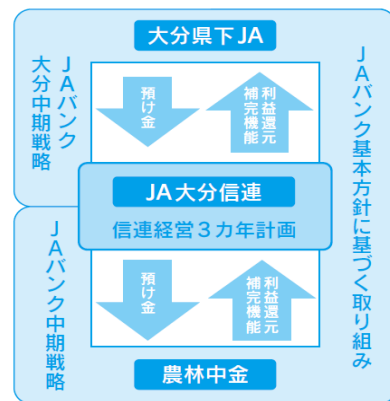 大分県下JA
JAバンク
大分中期戦略
預け金
利益還元
補完機能
JAバンク基本方針に基づく取り組み
JA大分信連
信連経営3カ年計画
JAバンク中期戦略
預け金
利益還元
補完機能
農林中金